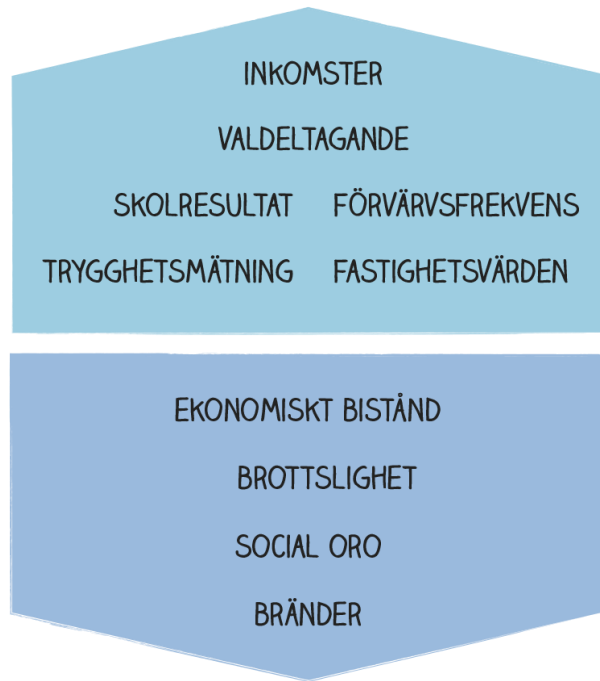 INKOMSTER
VALDELTAGANDE
SKOLRESULTAT FÖRVÄRVSFREKVENS
TRYGGHETSMÄTNING FASTIGHETSVÄRDEN
EKONOMISKT BISTÅND
BROTTSLIGHET
SOCIAL ORO
BRÄNDER